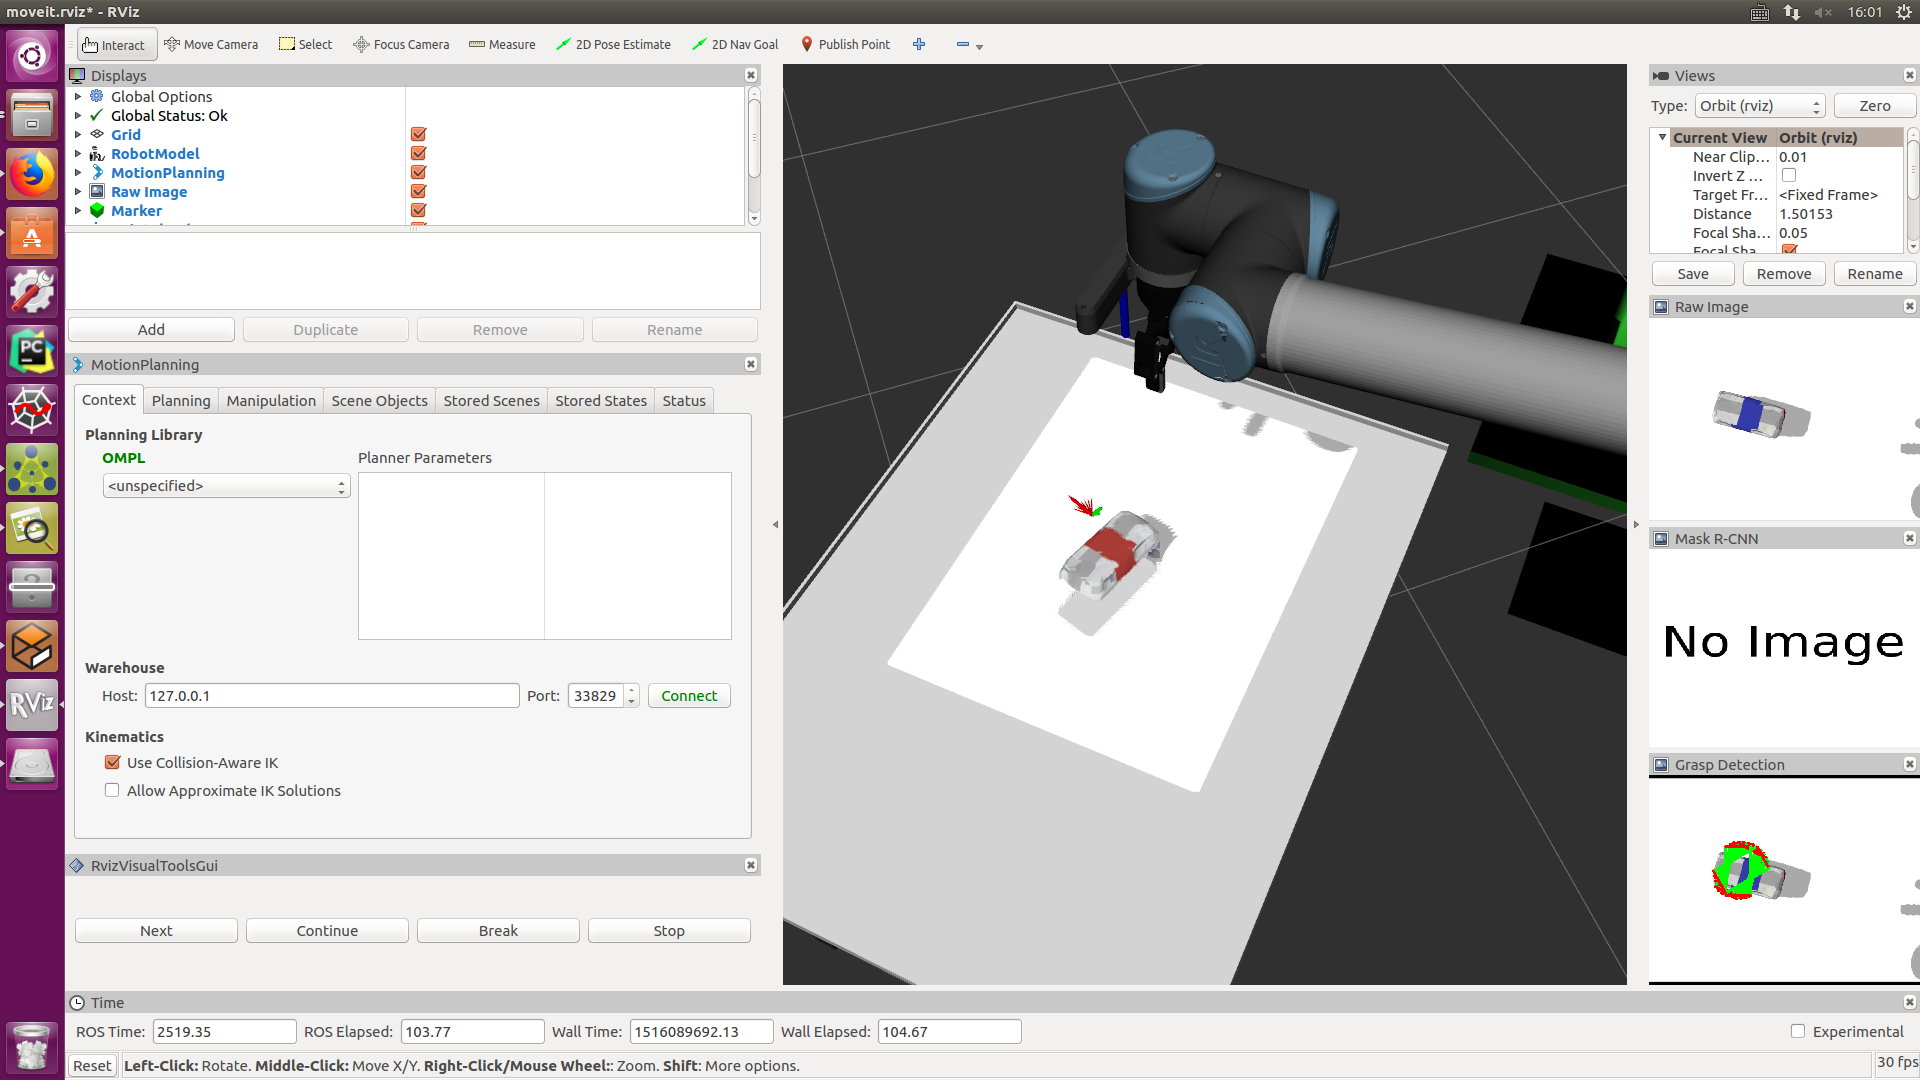 moveit.rviz* - RViz
16:01
Interact Move Camera Select Focus Camera Measure 2D Pose Estimate 2D Nav Goal Publish Point
Displays
Global Options
Global Status: Ok
Grid
RobotModel
MotionPlanning
Raw Image
Marker
Add Duplicate Remove Rename
MotionPlanning
Context Planning Manipulation Scene Objects Stored Scenes Stored States Status
Planning Library
OMPL
Planner Parameters
<unspecified>
Warehouse
Host: 127.0.0.1 Port: 33829 Connect
Kinematics
Use Collision-Aware IK
Allow Approximate IK Solutions
RvizVisualToolsGui
Next Continue Break Stop
Views
Type: Orbit (rviz) Zero
Current View Orbit (rviz)
Near Clip... 0.01
Invert Z ...
Target Fr... <Fixed Frame>
Distance 1.50153
Focal Sha... 0.05
Focal Sha...
Save Remove Rename
Raw Image
Mask R-CNN
No Image
Grasp Detection
Time
ROS Time: 2519.35 ROS Elapsed: 103.77 Wall Time: 1516089692.13 Wall Elapsed: 104.67 Experimental
Reset Left-Click: Rotate. Middle-Click: Move X/Y. Right-Click/Mouse Wheel:: Zoom. Shift: More options. 30 fps
PC
RViz